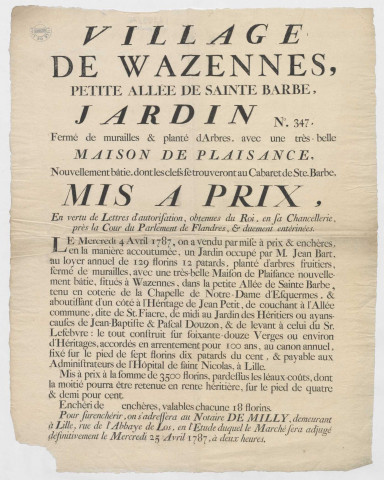 VILLAGE
DE WAZENNES,
PETITE ALLEE DE SAINTE BARBE,
JARDIN N°. 347,
Fermé de murailles & planté d'Arbres, avec une très-belle
MAISON DE PLAISANCE,
Nouvellement bâtie, dont les clefs se trouveront au Cabaret de Ste. Barbe.
MIS A PRIX,
En vertu de Lettres d'autorisation, obtenues du Roi, en sa Chancellerie,
près la Cour du Parlement de Flandres, & duement entérinées.
LE Mercredi 4 Avril 1787, on a vendu par mise à prix & enchères,
en la manière accoutumée, un Jardin occupé par M. Jean Bart,
au loyer annuel de 129 florins 12 patards, planté d'arbres fruitiers,
fermé de murailles, avec une très-belle Maison de Plaisance nouvelle-
ment bâtie, située à Wazennes, dans la petite Allée de Sainte Barbe,
tenu en coterie de la Chapelle de Notre-Dame d'Esquermes, &
aboutissant d'un côté à l'Héritage de Jean Petit, de couchant à l'Allée
commune, dite de St. Fiacre, de midi au Jardin des Héritiers ou ayans-
causes de Jean-Baptiste & Pascal Douzon, & de levant à celui du Sr.
Lefebvre: le tout construit sur soixante-douze Verges ou environ
d'Héritages, accordés en arrentement pour 100 ans, au canon annuel,
fixé sur le pied de sept florins dix patards du cent, & payable aux
Administrateurs de l'Hôpital de saint Nicolas, à Lille.
Mis à prix à la somme de 3500 florins, pardessus les léaux-coûts, dont
la moitié pourra être retenue en rente héritière, sur le pied de quatre
& demi pour cent.
Enchéri de enchères, valables chacune 18 florins.
Pour surenchérir, on s'adressera au Notaire DE MILLY, demeurant
à Lille, rue de l'Abbaye de Los, en l'Etude duquel le Marché sera adjugé
définitivement le Mercredi 25 Avril 1787, à deux heures.